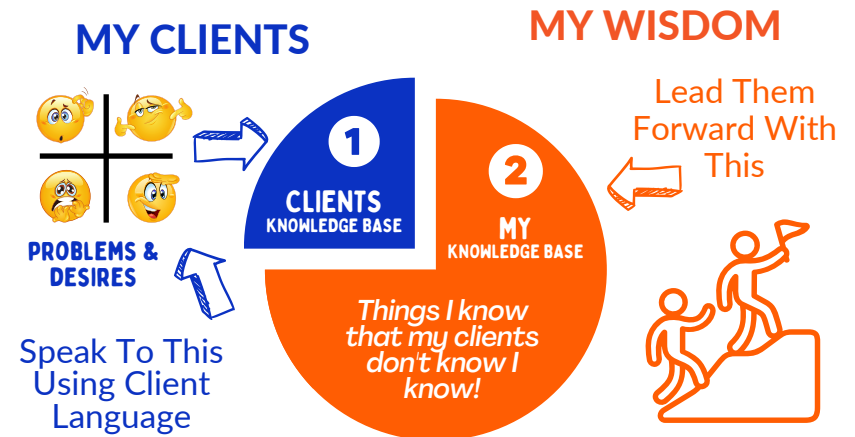 MY CLIENTS
PROBLEMS &
DESIRES
Speak To This
Using Client
Language
1
CLIENTS
KNOWLEDGE BASE
MY WISDOM
Lead Them
Forward With
This
2
MY
KNOWLEDGE BASE
Things I know
that my clients
don't know I
know!